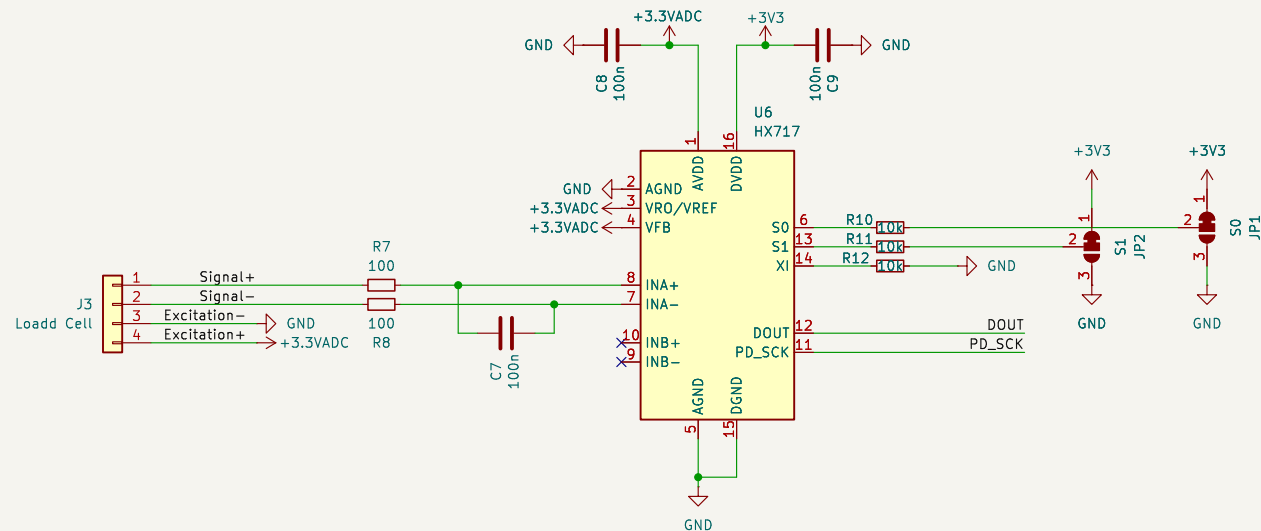 +3.3VADC
+3V3
GND
GND
C8
100n
100n
C9
U6
HX717
1
16
AVDD
DVDD
+3V3
+3V3
GND
2
AGND
+3.3VADC
3
VRO/VREF
+3.3VADC
4
VFB
S0
6
R10
10k
S1
13
R11
10k
XI
14
R12
10k
GND
1
2
3
S1
JP2
GND
1
2
3
S0
JP1
GND
R7
100
J3
Loadd Cell
1
Signal+
2
Signal-
3
Excitation-
GND
4
Excitation+
+3.3VADC
100
R8
C7
100n
8
INA+
7
INA-
10
INB+
9
INB-
DOUT
12
DOUT
PD_SCK
11
PD_SCK
AGND
DGND
5
15
GND